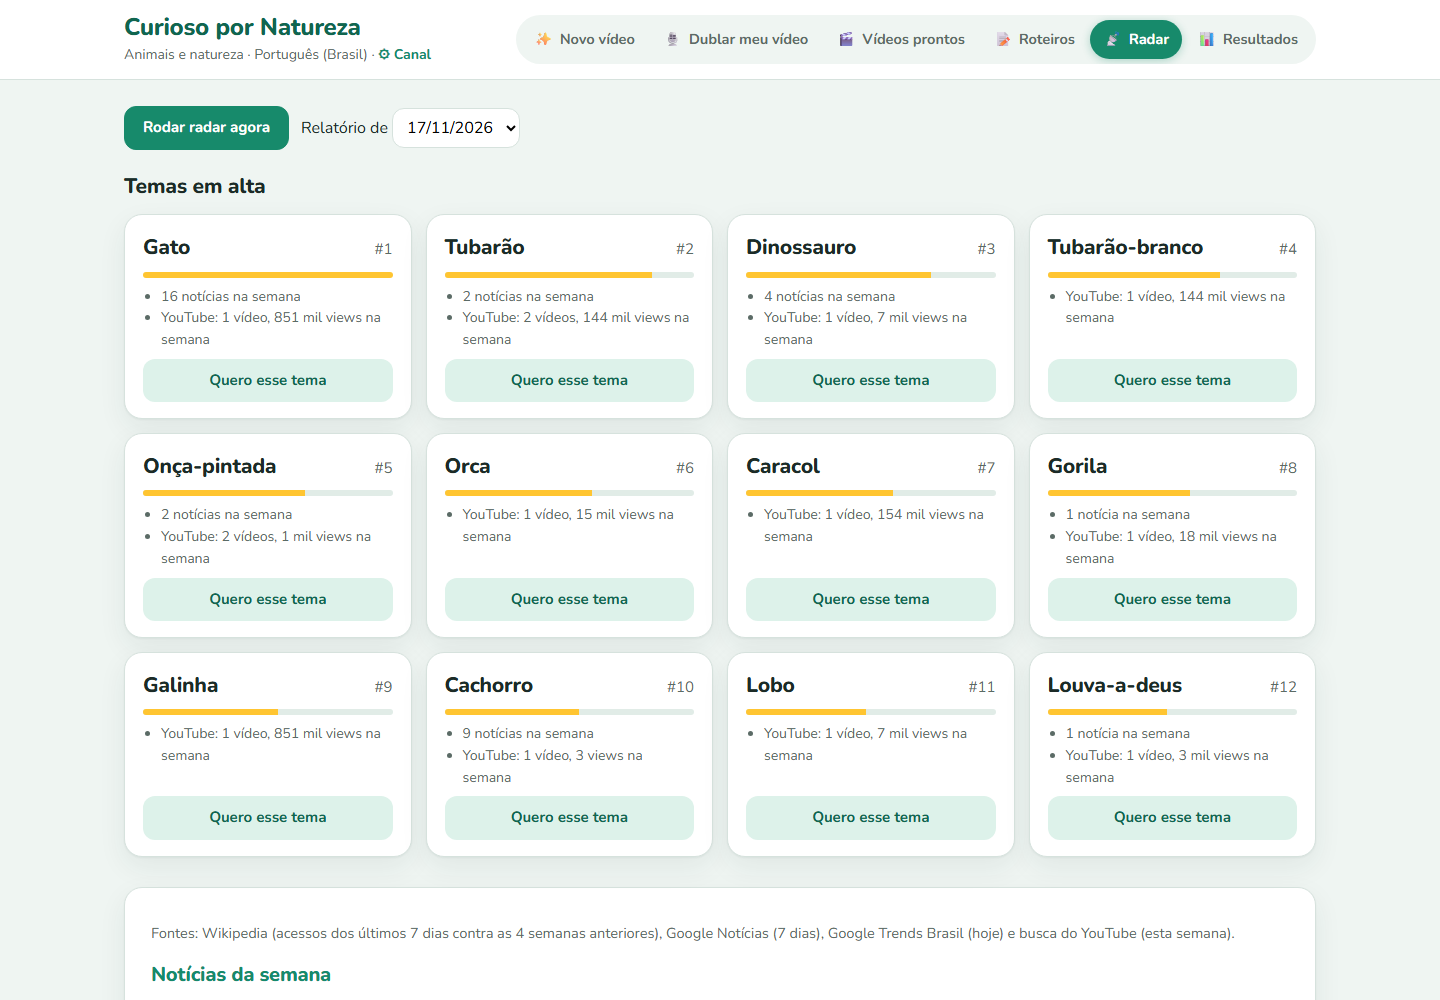 Curioso por Natureza
Animais e natureza · Português (Brasil) · ⚙ Canal
✨ Novo vídeo
🎙 Dublar meu vídeo
🎬 Vídeos prontos
📝 Roteiros
📡 Radar
📊 Resultados
Rodar radar agora
Relatório de 17/11/2026
Temas em alta
Gato #1
• 16 notícias na semana
• YouTube: 1 vídeo, 851 mil views na
semana
Quero esse tema
Tubarão #2
• 2 notícias na semana
• YouTube: 2 vídeos, 144 mil views na
semana
Quero esse tema
Dinossauro #3
• 4 notícias na semana
• YouTube: 1 vídeo, 7 mil views na
semana
Quero esse tema
Tubarão-branco #4
• YouTube: 1 vídeo, 144 mil views na
semana
Quero esse tema
Onça-pintada #5
• 2 notícias na semana
• YouTube: 2 vídeos, 1 mil views na
semana
Quero esse tema
Orca #6
• YouTube: 1 vídeo, 15 mil views na
semana
Quero esse tema
Caracol #7
• YouTube: 1 vídeo, 154 mil views na
semana
Quero esse tema
Gorila #8
• 1 notícia na semana
• YouTube: 1 vídeo, 18 mil views na
semana
Quero esse tema
Galinha #9
• YouTube: 1 vídeo, 851 mil views na
semana
Quero esse tema
Cachorro #10
• 9 notícias na semana
• YouTube: 1 vídeo, 3 views na
semana
Quero esse tema
Lobo #11
• YouTube: 1 vídeo, 7 mil views na
semana
Quero esse tema
Louva-a-deus #12
• 1 notícia na semana
• YouTube: 1 vídeo, 3 mil views na
semana
Quero esse tema
Fontes: Wikipedia (acessos dos últimos 7 dias contra as 4 semanas anteriores), Google Notícias (7 dias), Google Trends Brasil (hoje) e busca do YouTube (esta semana).
Notícias da semana